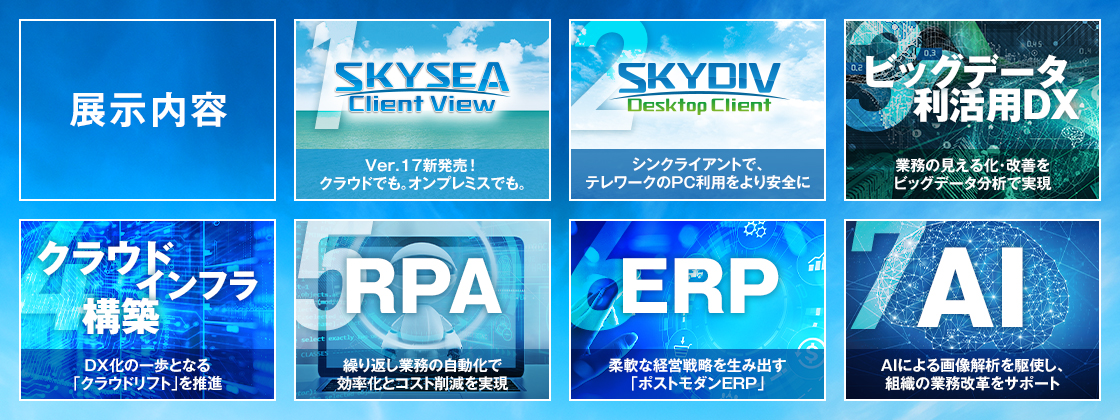 展示内容
1
SKYSEA
Client View
Ver.17新発売！
クラウドでも。オンプレミスでも。
2
SKYDIV
Desktop Client
シンクライアントで、
テレワークのPC利用をより安全に
3
ビッグデータ
利活用DX
業務の見える化・改善を
ビッグデータ分析で実現
4
クラウド
インフラ
構築
DX化の一歩となる
「クラウドリフト」を推進
5
RPA
繰り返し業務の自動化で
効率化とコスト削減を実現
6
ERP
柔軟な経営戦略を生み出す
「ポストモダンERP」
7
AI
AIによる画像解析を駆使し、
組織の業務改革をサポート